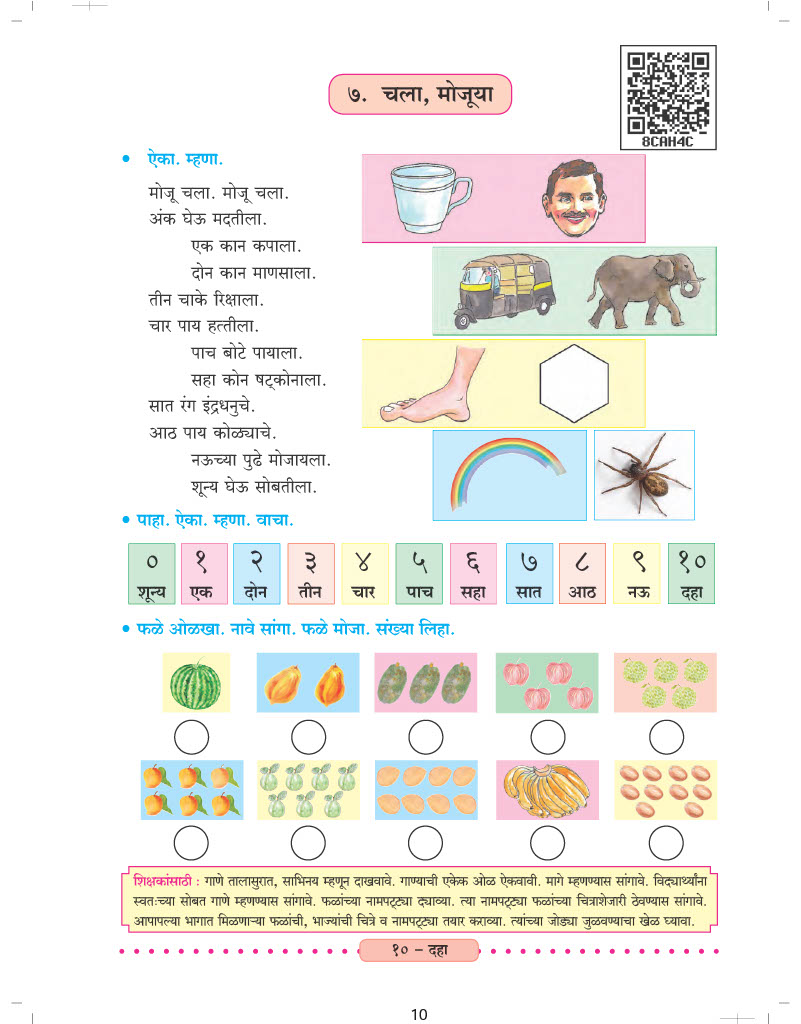 ७. चला, मोजूया
8CAH4C
• ऐका. म्हणा.
मोजू चला. मोजू चला.
अंक घेऊ मदतीला.
एक कान कपाला.
दोन कान माणसाला.
तीन चाके रिक्षाला.
चार पाय हत्तीला.
पाच बोटे पायाला.
सहा कोन षट्कोनाला.
सात रंग इंद्रधनुचे.
आठ पाय कोळ्याचे.
नऊच्या पुढे मोजायला.
शून्य घेऊ सोबतीला.
• पाहा. ऐका. म्हणा. वाचा.
० १ २ ३ ४ ५ ६ ७ ८ ९ १०
शून्य एक दोन तीन चार पाच सहा सात आठ नऊ दहा
• फळे ओळखा. नावे सांगा. फळे मोजा. संख्या लिहा.
शिक्षकांसाठी : गाणे तालासुरात, साभिनय म्हणून दाखवावे. गाण्याची एकेक ओळ ऐकवावी. मागे म्हणण्यास सांगावे. विद्यार्थ्यांना
स्वतःच्या सोबत गाणे म्हणण्यास सांगावे. फळांच्या नामपट्ट्या द्याव्या. त्या नामपट्ट्या फळांच्या चित्राशेजारी ठेवण्यास सांगावे.
आपापल्या भागात मिळणाऱ्या फळांची, भाज्यांची चित्रे व नामपट्ट्या तयार कराव्या. त्यांच्या जोड्या जुळवण्याचा खेळ घ्यावा.
१० – दहा
10